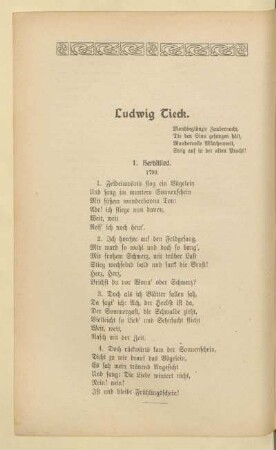 Ludwig Tieck.
Mondbeglänzte Zaubernacht,
Die den Sinn gefangen hält,
Wundervolle Märchenwelt,
Steig auf in der alten Pracht!
1. Herbstlied.
1. Feldeinwärts flog ein Vögelein
Und sang im muntern Sonnenschein
Mit süßem wunderbarem Ton:
Ade! ich fliege nun davon,
Weit, weit
Reis' ich noch heut'.
2. Ich horchte auf den Feldgesang,
Mir ward so wohl und doch so bang';
Mit frohem Schmerz, mit trüber Lust
Stieg wechselnd bald und sank die Brust!
Herz, Herz,
Brichst du vor Wonn' oder Schmerz?
3. Doch als ich Blätter fallen sah,
Da sagt' ich: Ach, der Herbst ist da,
Der Sommergast, die Schwalbe zieht,
Vielleicht so Lieb' und Sehnsucht flieht
Weit, weit,
Rasch mit der Zeit.
4. Doch rückwärts kam der Sonnenschein,
Dicht zu mir drauf das Vögelein,
Es sah mein tränend Angesicht
Und sang: Die Liebe wintert nicht,
Nein! nein!
Ist und bleibt Frühlingsschein!